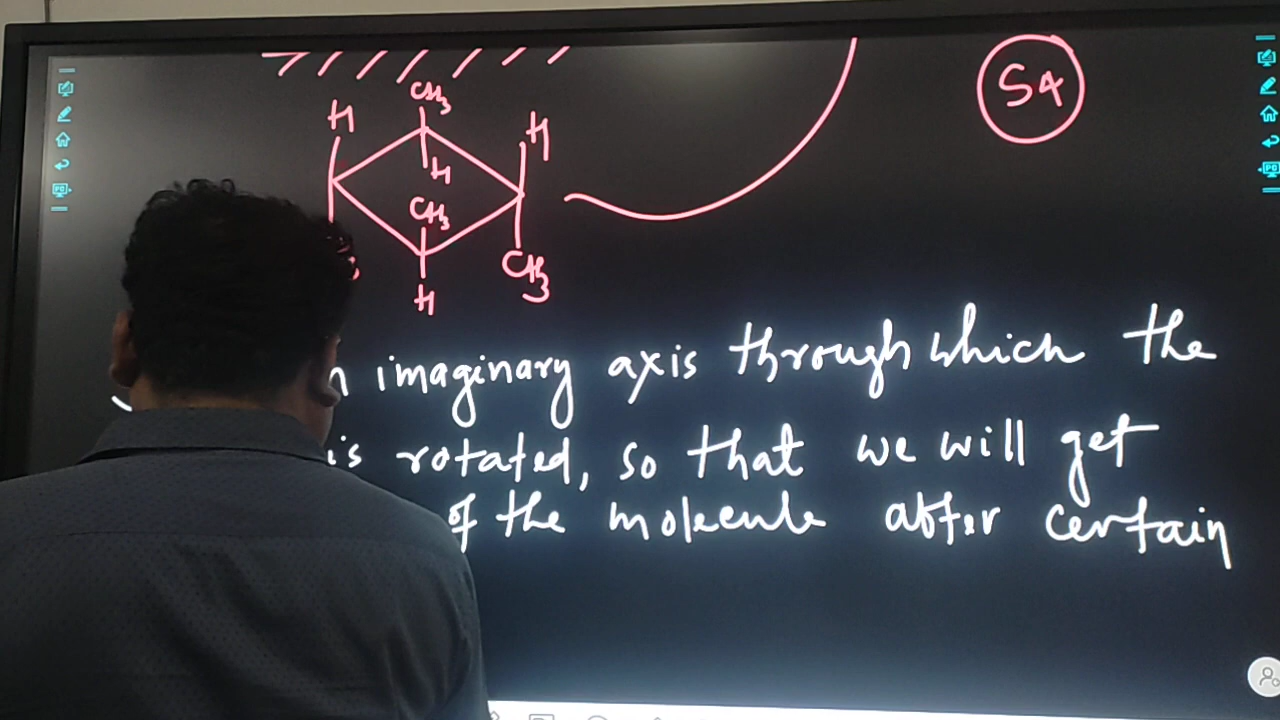 S4
CH3
H H
H
CH3
CH3
H
imaginary axis through which the
is rotated, so that we will get
of the molecule after certain